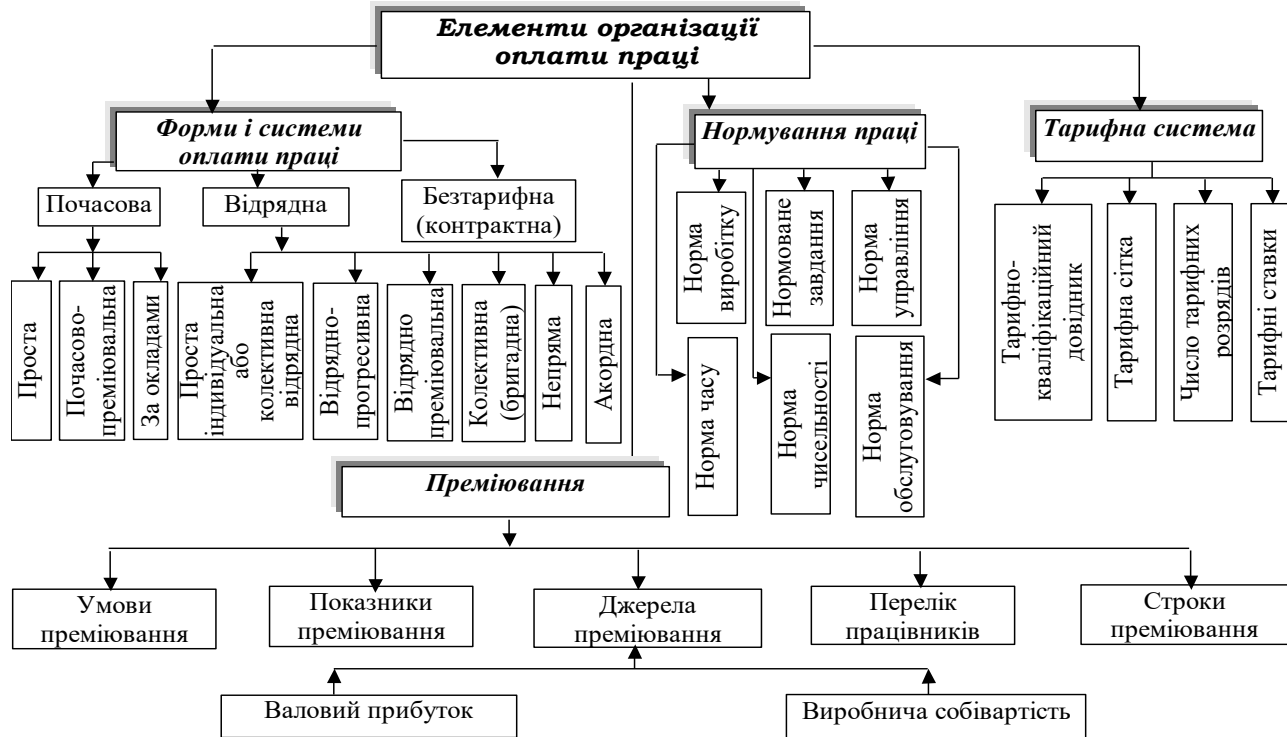 Елементи організації
оплати праці
Форми і системи
оплати праці
Нормування праці
Тарифна система
Почасова
Відрядна
Безтарифна
(контрактна)
Проста
Почасово-
преміювальна
За окладами
Проста
індивідуальна
або
колективна
відрядна
Відрядно-
прогресивна
Відрядно
преміювальна
Колективна
(бригадна)
Непряма
Акордна
Норма
виробітку
Нормоване
завдання
Норма
управління
Норма часу
Норма
чисельності
Норма
обслуговування
Тарифно-
кваліфікаційний
довідник
Тарифна сітка
Число тарифних
розрядів
Тарифні ставки
Преміювання
Умови
преміювання
Показники
преміювання
Джерела
преміювання
Перелік
працівників
Строки
преміювання
Валовий прибуток
Виробнича собівартість